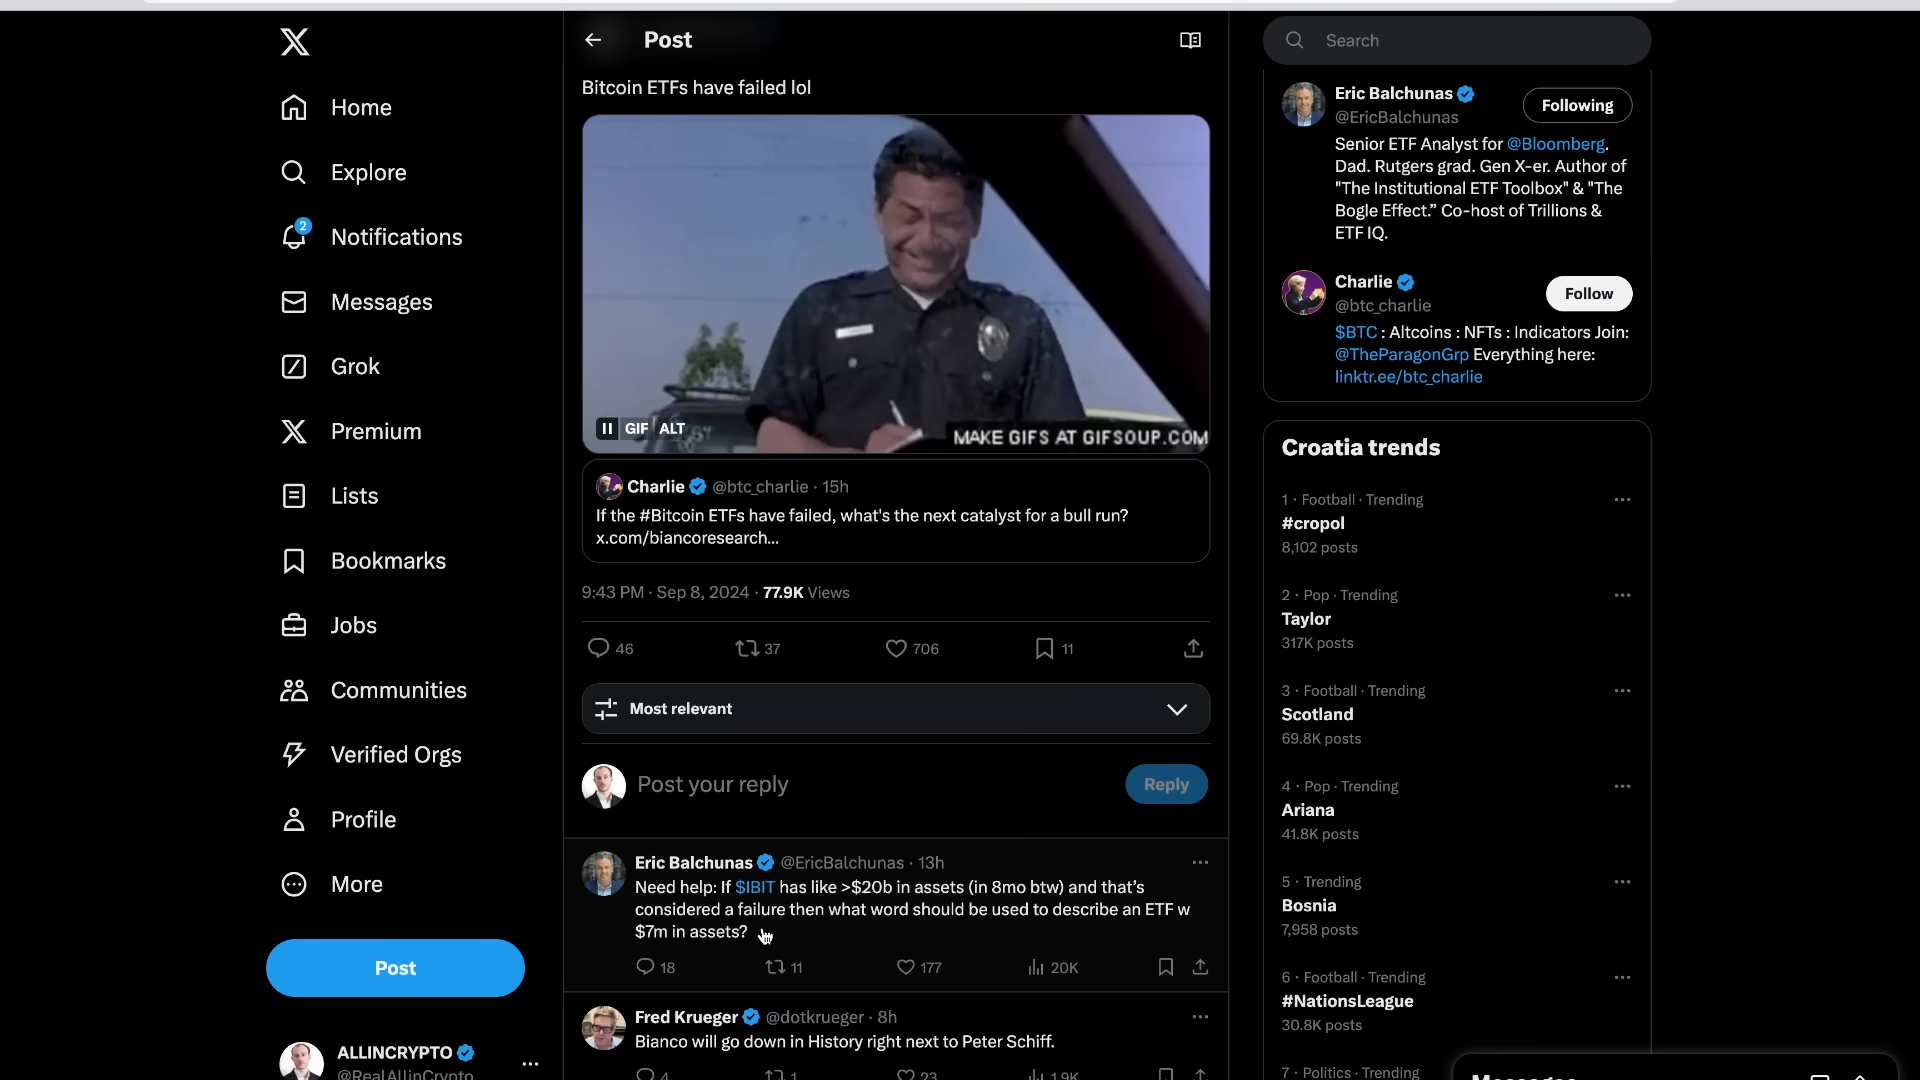 Home
Explore
2
Notifications
Messages
Grok
Premium
Lists
Bookmarks
Jobs
Communities
Verified Orgs
Profile
More
Post
ALLINCRYPTO
@RealAllinCrypto
Post
Bitcoin ETFs have failed lol
GIF ALT
MAKE GIFS AT GIFSOUP.COM
Charlie @btc_charlie · 15h
If the #Bitcoin ETFs have failed, what's the next catalyst for a bull run?
x.com/biancoresearch...
9:43 PM · Sep 8, 2024 · 77.9K Views
46 37 706 11
Most relevant
Post your reply
Reply
Eric Balchunas @EricBalchunas · 13h
Need help: If $IBIT has like >$20b in assets (in 8mo btw) and that's
considered a failure then what word should be used to describe an ETF w
$7m in assets?
18 11 177 20K
Fred Krueger @dotkrueger · 8h
Bianco will go down in History right next to Peter Schiff.
4 1 23 1.9K
Search
Eric Balchunas
@EricBalchunas
Following
Senior ETF Analyst for @Bloomberg.
Dad. Rutgers grad. Gen X-er. Author of
"The Institutional ETF Toolbox" & "The
Bogle Effect." Co-host of Trillions &
ETF IQ.
Charlie
@btc_charlie
Follow
$BTC : Altcoins : NFTs : Indicators Join:
@TheParagonGrp Everything here:
linktr.ee/btc_charlie
Croatia trends
1 · Football · Trending
#cropol
8,102 posts
2 · Pop · Trending
Taylor
317K posts
3 · Football · Trending
Scotland
69.8K posts
4 · Pop · Trending
Ariana
41.8K posts
5 · Trending
Bosnia
7,958 posts
6 · Football · Trending
#NationsLeague
30.8K posts
7 · Politics · Trending
Messages